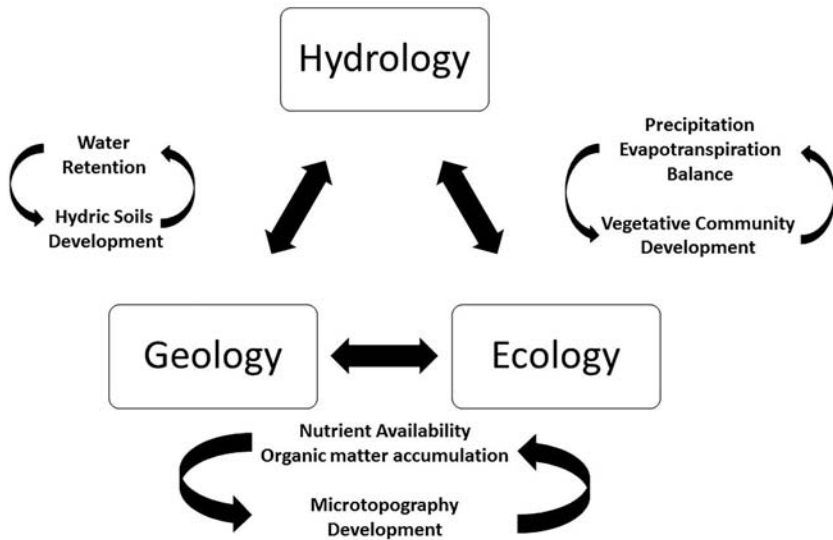 Hydrology
Water
Retention
Hydric Soils
Development
Precipitation
Evapotranspiration
Balance
Vegetative Community
Development
Geology
Ecology
Nutrient Availability
Organic matter accumulation
Microtopography
Development